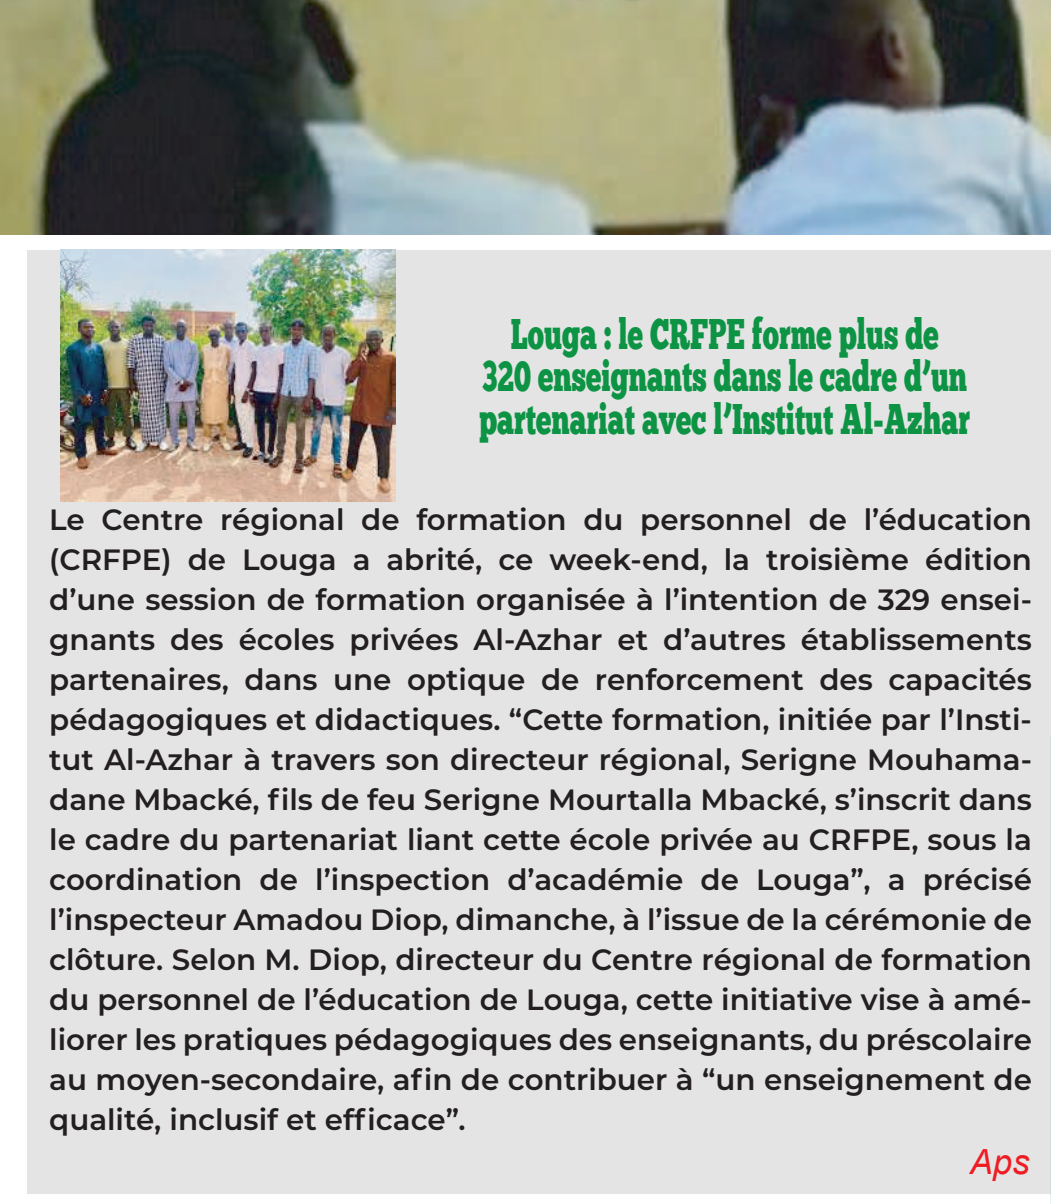 Louga : le CRFPE forme plus de
320 enseignants dans le cadre d’un
partenariat avec l’Institut Al-Azhar
Le Centre régional de formation du personnel de l’éducation
(CRFPE) de Louga a abrité, ce week-end, la troisième édition
d’une session de formation organisée à l’intention de 329 ensei-
gnants des écoles privées Al-Azhar et d’autres établissements
partenaires, dans une optique de renforcement des capacités
pédagogiques et didactiques. “Cette formation, initiée par l’Insti-
tut Al-Azhar à travers son directeur régional, Serigne Mouhama-
dane Mbacké, fils de feu Serigne Mourtalla Mbacké, s’inscrit dans
le cadre du partenariat liant cette école privée au CRFPE, sous la
coordination de l’inspection d’académie de Louga”, a précisé
l’inspecteur Amadou Diop, dimanche, à l’issue de la cérémonie de
clôture. Selon M. Diop, directeur du Centre régional de formation
du personnel de l’éducation de Louga, cette initiative vise à amé-
liorer les pratiques pédagogiques des enseignants, du préscolaire
au moyen-secondaire, afin de contribuer à “un enseignement de
qualité, inclusif et efficace”.
Aps